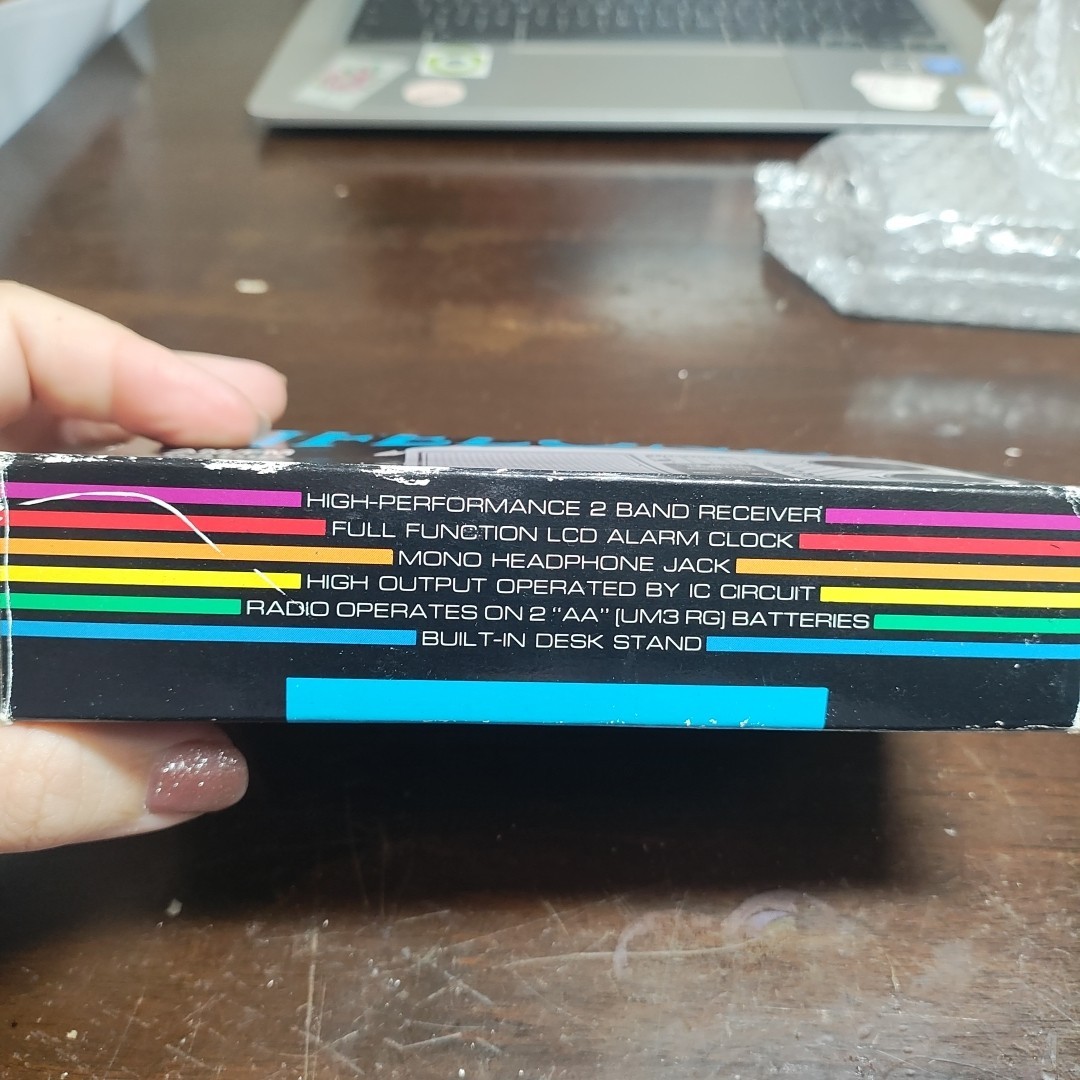 HIGH-PERFORMANCE 2 BAND RECEIVER
FULL FUNCTION LCD ALARM CLOCK
MONO HEADPHONE JACK
HIGH OUTPUT OPERATED BY IC CIRCUIT
RADIO OPERATES ON 2 "AA" (UM3 RG) BATTERIES
BUILT-IN DESK STAND